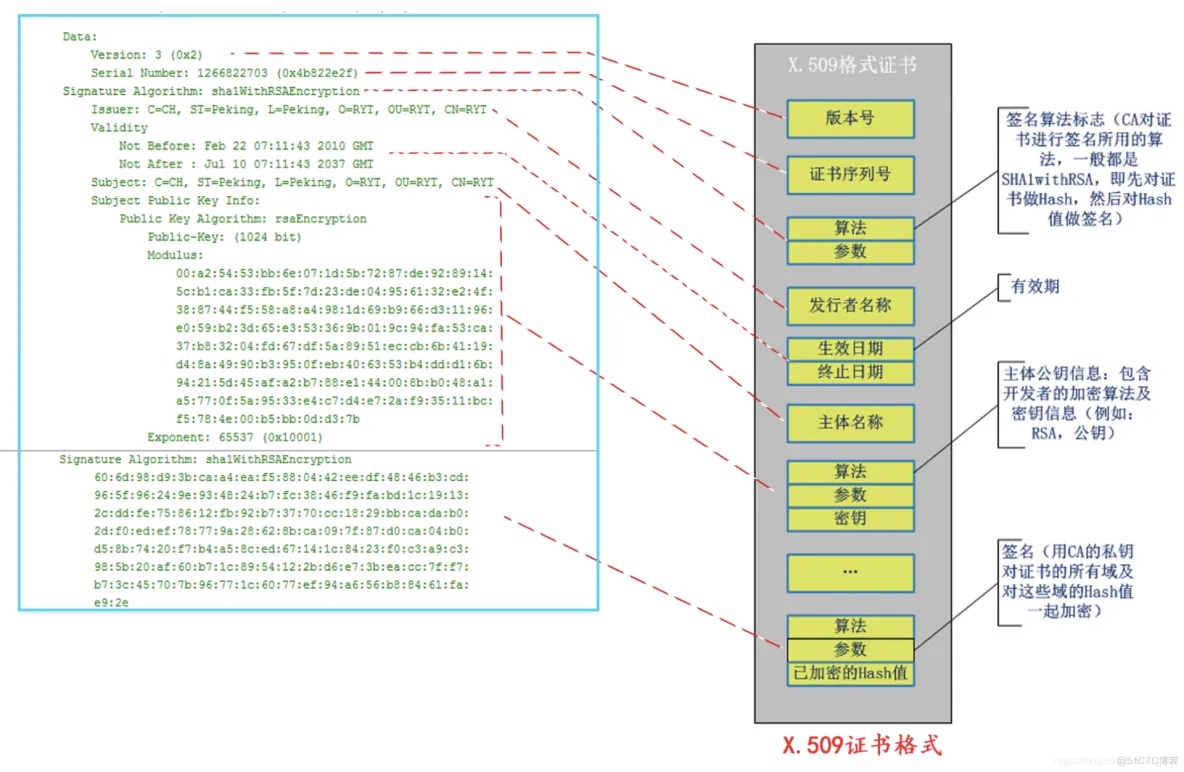 Data:
Version: 3 (0x2)
Serial Number: 1266822703 (0x4b822e2f)
Signature Algorithm: sha1WithRSAEncryption
Issuer: C=CH, ST=Peking, L=Peking, O=RYT, OU=RYT, CN=RYT
Validity
Not Before: Feb 22 07:11:43 2010 GMT
Not After : Jul 10 07:11:43 2037 GMT
Subject: C=CH, ST=Peking, L=Peking, O=RYT, OU=RYT, CN=RYT
Subject Public Key Info:
Public Key Algorithm: rsaEncryption
Public-Key: (1024 bit)
Modulus:
00:a2:54:53:bb:6e:07:1d:5b:72:87:de:92:89:14:
5c:b1:ca:33:fb:5f:7d:23:de:04:95:61:32:e2:4f:
38:87:44:f5:58:a8:a4:98:1d:69:b9:66:d3:11:96:
e0:59:b2:3d:65:e3:53:36:9b:01:9c:94:fa:53:ca:
37:b8:32:04:fd:67:df:5a:89:51:ec:cb:6b:41:19:
d4:8a:49:90:b3:95:0f:eb:40:63:53:b4:dd:d1:6b:
94:21:5d:45:af:a2:b7:88:e1:44:00:8b:b0:48:a1:
a5:77:0f:5a:95:33:e4:c7:d4:e7:2a:f9:35:11:bc:
f5:78:4e:00:b5:bb:0d:d3:7b
Exponent: 65537 (0x10001)
Signature Algorithm: sha1WithRSAEncryption
60:6d:98:d9:3b:ca:a4:ea:f5:88:04:42:ee:df:48:46:b3:cd:
96:5f:96:24:9e:93:48:24:b7:fc:38:46:f9:fa:bd:1c:19:13:
2c:dd:fe:75:86:12:fb:92:b7:37:70:cc:18:29:bb:ca:da:b0:
2d:f0:ed:ef:78:77:9a:28:62:8b:ca:09:7f:87:d0:ca:04:b0:
d5:8b:74:20:f7:b4:a5:8c:ed:67:14:1c:84:23:f0:c3:a9:c3:
98:5b:20:af:60:b7:1c:89:54:12:2b:d6:e7:3b:ea:cc:7f:f7:
b7:3c:45:70:7b:96:77:1c:60:77:ef:94:a6:56:b8:84:61:fa:
e9:2e
X.509格式证书
版本号
证书序列号
算法
参数
发行者名称
生效日期
终止日期
主体名称
算法
参数
密钥
…
算法
参数
已加密的Hash值
签名算法标志（CA对证
书进行签名所用的算
法，一般都是
SHA1withRSA，即先对证
书做Hash，然后对Hash
值做签名）
有效期
主体公钥信息：包含
开发者的加密算法及
密钥信息（例如：
RSA，公钥）
签名（用CA的私钥
对证书的所有域及
对这些域的Hash值
一起加密）
X.509证书格式
@51CTO博客